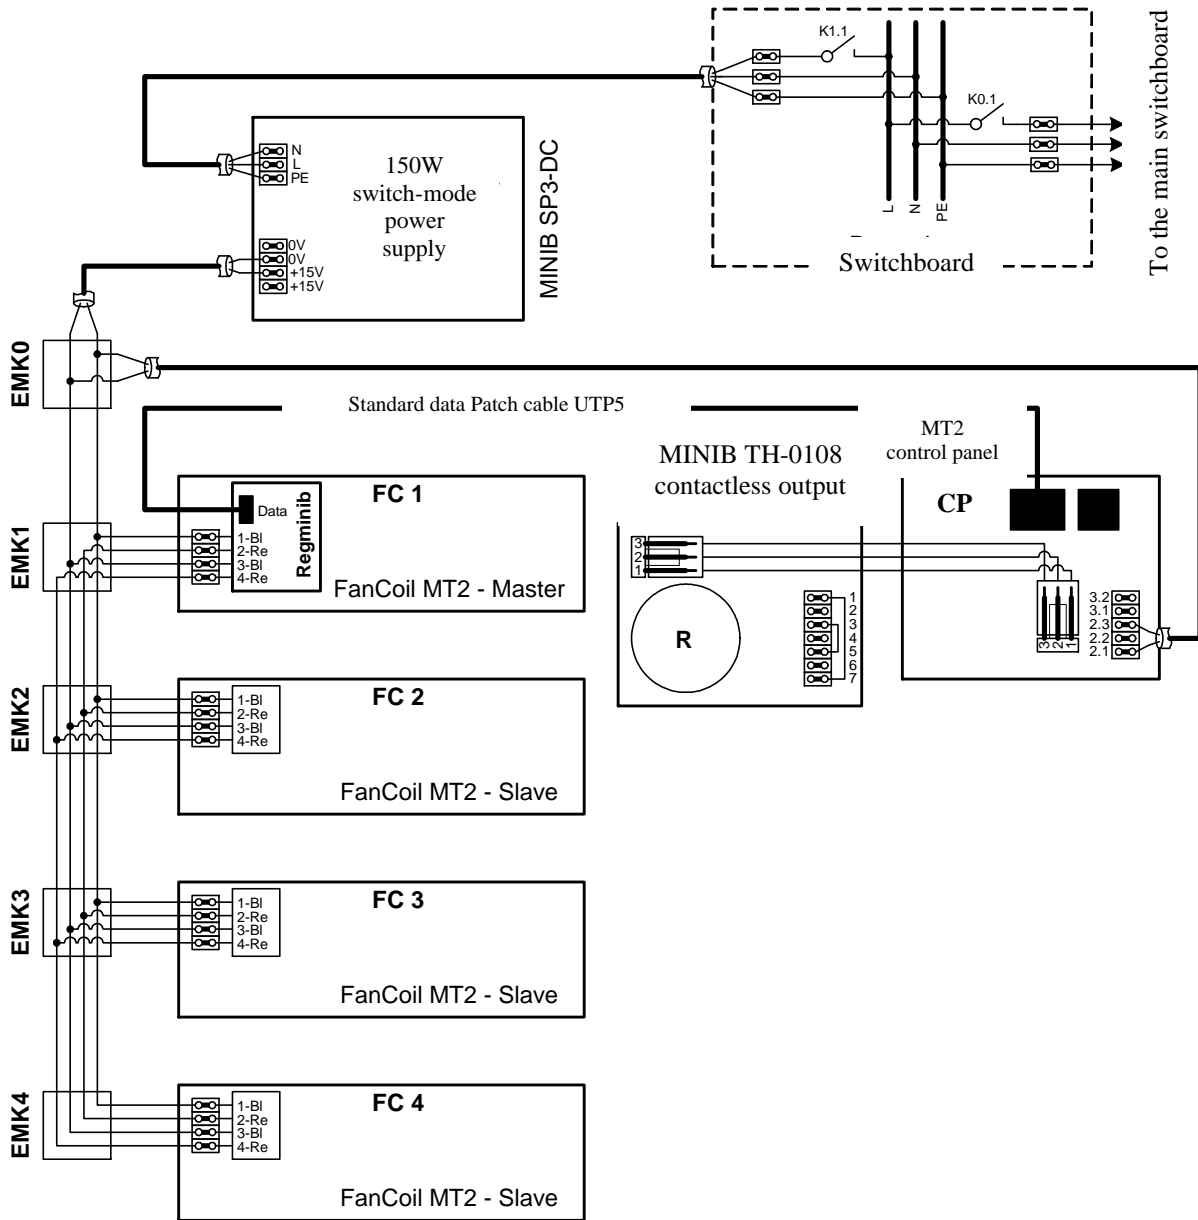 K1.1
K0.1
L
N
PE
Switchboard
To the main switchboard
N
L
PE
150W
switch-mode
power
supply
0V
0V
+15V
+15V
MINIB SP3-DC
EMK0
Standard data Patch cable UTP5
MINIB TH-0108
contactless output
MT2
control panel
CP
EMK1
FC 1
Data
Regminib
1-Bl
2-Re
3-Bl
4-Re
FanCoil MT2 - Master
3
2
1
R
1
2
3
4
5
6
7
3
2
1
3.2
3.1
2.3
2.2
2.1
EMK2
FC 2
1-Bl
2-Re
3-Bl
4-Re
FanCoil MT2 - Slave
EMK3
FC 3
1-Bl
2-Re
3-Bl
4-Re
FanCoil MT2 - Slave
EMK4
FC 4
1-Bl
2-Re
3-Bl
4-Re
FanCoil MT2 - Slave